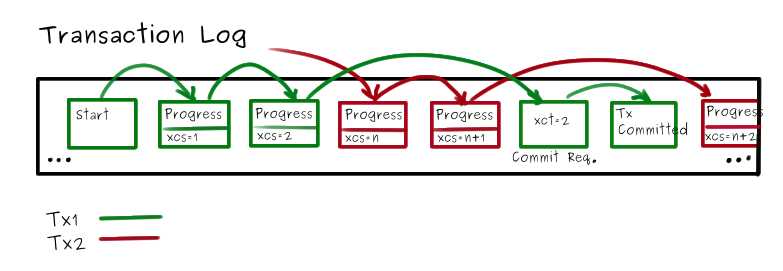 Transaction Log
Start
Progress
xcs=1
Progress
xcs=2
Progress
xcs=n
Progress
xcs=n+1
xct=2
Commit Req.
Tx
Committed
Progress
xcs=n+2
...
...
Tx1
Tx2